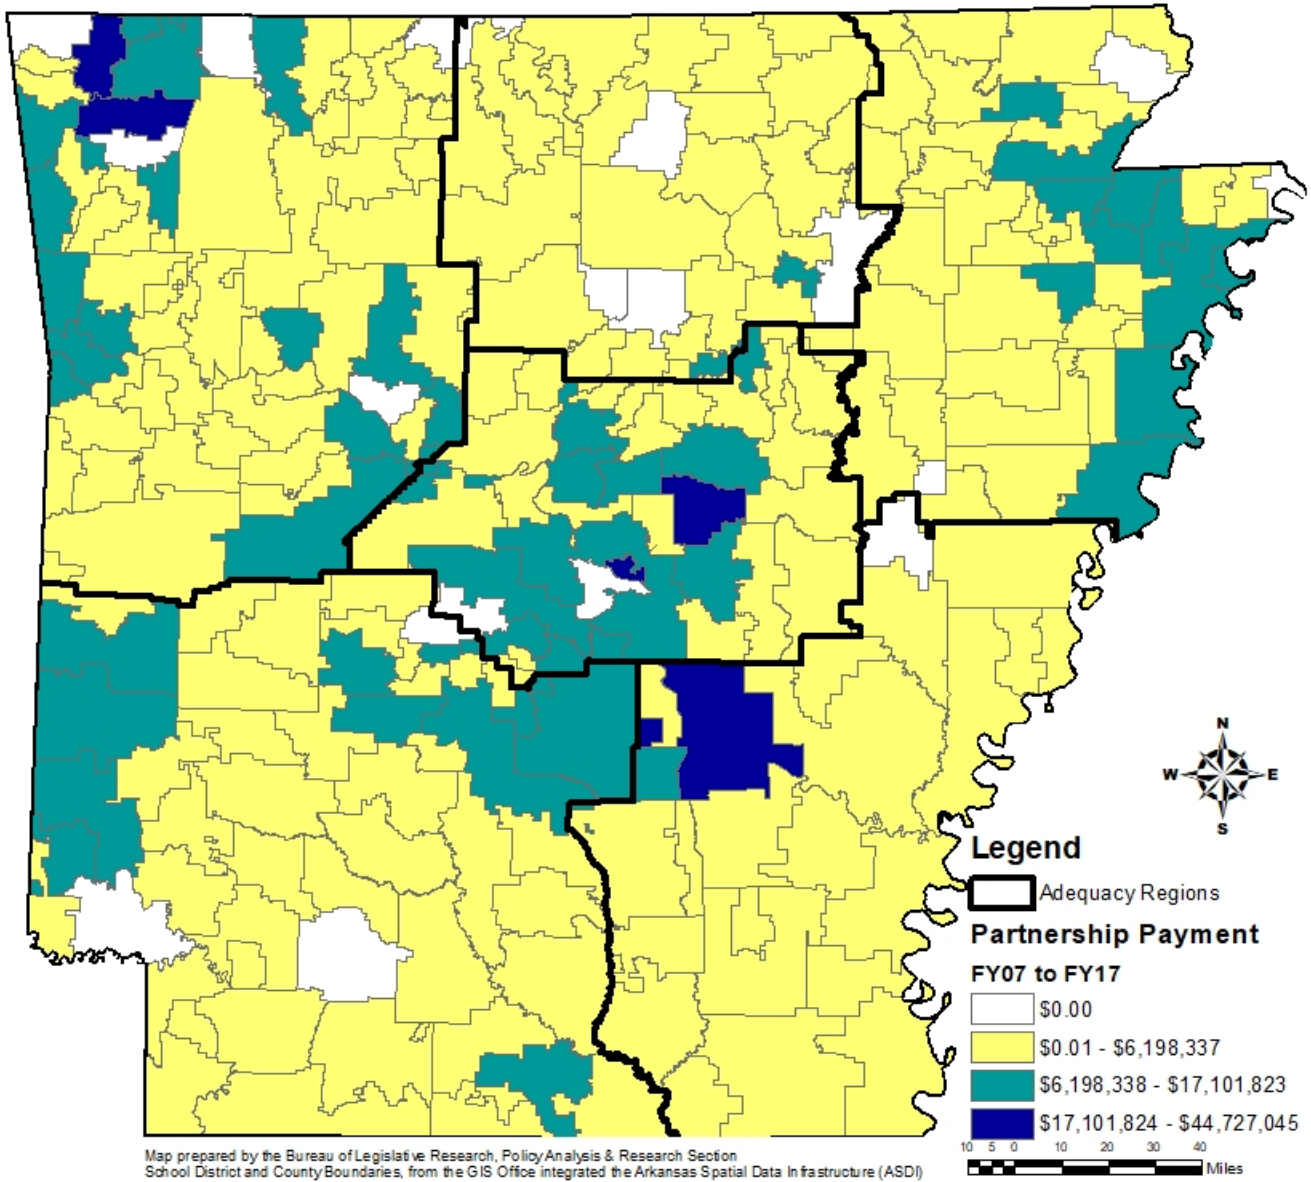 N
W
E
S
Legend
Adequacy Regions
Partnership Payment
FY07 to FY17
$0.00
$0.01 - $6,198,337
$6,198,338 - $17,101,823
$17,101,824 - $44,727,045
10 5 0 10 20 30 40
Miles
Map prepared by the Bureau of Legislative Research, Policy Analysis & Research Section
School District and County Boundaries, from the GIS Office integrated the Arkansas Spatial Data Infrastructure (ASDI)